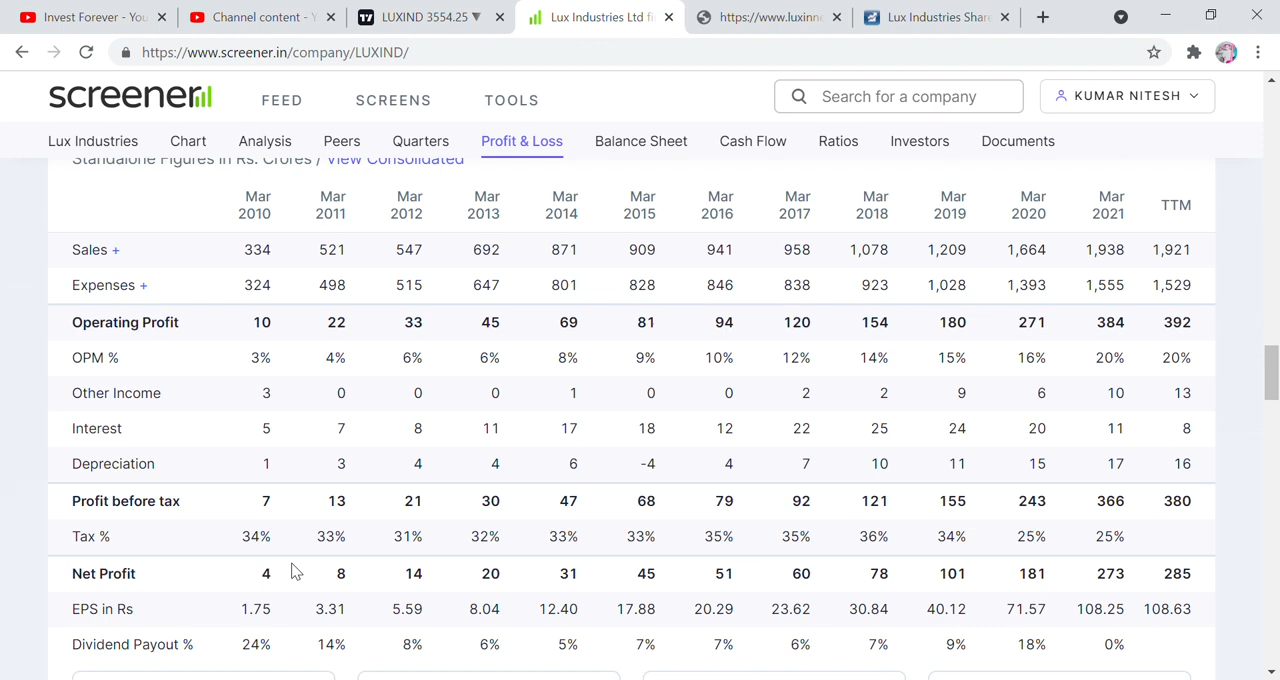 Invest Forever - You
Channel content - Y
LUXIND 3554.25 ▼
Lux Industries Ltd fi
https://www.luxinne
Lux Industries Share
https://www.screener.in/company/LUXIND/
screener
FEED
SCREENS
TOOLS
Search for a company
KUMAR NITESH
Lux Industries Chart Analysis Peers Quarters Profit & Loss Balance Sheet Cash Flow Ratios Investors Documents
Standalone Figures in Rs. Crores / View Consolidated
Mar 2010 Mar 2011 Mar 2012 Mar 2013 Mar 2014 Mar 2015 Mar 2016 Mar 2017 Mar 2018 Mar 2019 Mar 2020 Mar 2021 TTM
Sales + 334 521 547 692 871 909 941 958 1,078 1,209 1,664 1,938 1,921
Expenses + 324 498 515 647 801 828 846 838 923 1,028 1,393 1,555 1,529
Operating Profit 10 22 33 45 69 81 94 120 154 180 271 384 392
OPM % 3% 4% 6% 6% 8% 9% 10% 12% 14% 15% 16% 20% 20%
Other Income 3 0 0 0 1 0 0 2 2 9 6 10 13
Interest 5 7 8 11 17 18 12 22 25 24 20 11 8
Depreciation 1 3 4 4 6 -4 4 7 10 11 15 17 16
Profit before tax 7 13 21 30 47 68 79 92 121 155 243 366 380
Tax % 34% 33% 31% 32% 33% 33% 35% 35% 36% 34% 25% 25%
Net Profit 4 8 14 20 31 45 51 60 78 101 181 273 285
EPS in Rs 1.75 3.31 5.59 8.04 12.40 17.88 20.29 23.62 30.84 40.12 71.57 108.25 108.63
Dividend Payout % 24% 14% 8% 6% 5% 7% 7% 6% 7% 9% 18% 0%